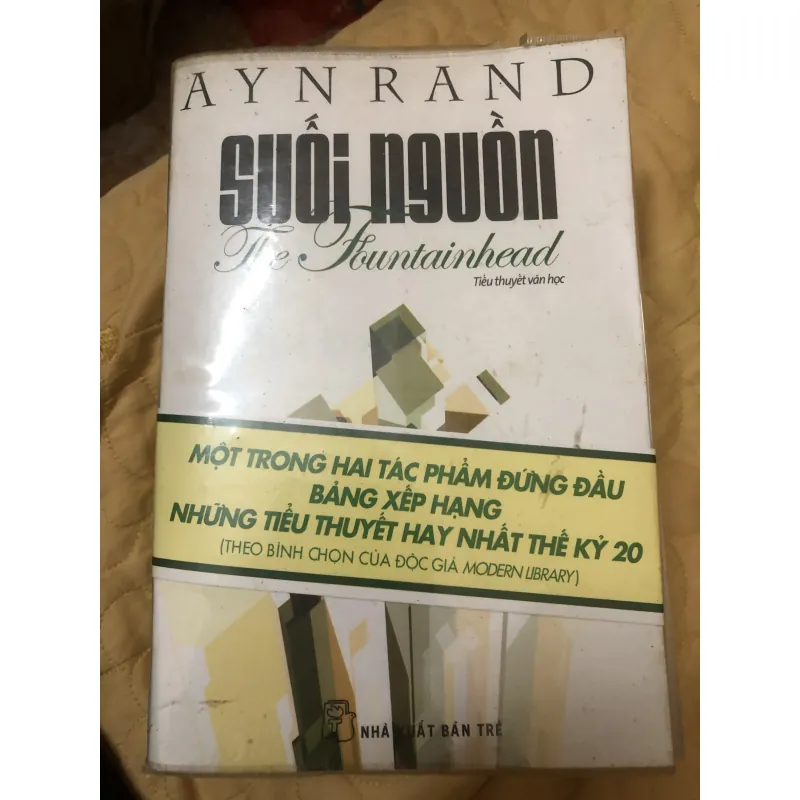 AYN RAND
SUỐI NGUỒN
The Fountainhead
Tiểu thuyết văn học
MỘT TRONG HAI TÁC PHẨM ĐỨNG ĐẦU
BẢNG XẾP HẠNG
NHỮNG TIỂU THUYẾT HAY NHẤT THẾ KỶ 20
(THEO BÌNH CHỌN CỦA ĐỘC GIẢ MODERN LIBRARY)
NHÀ XUẤT BẢN TRẺ